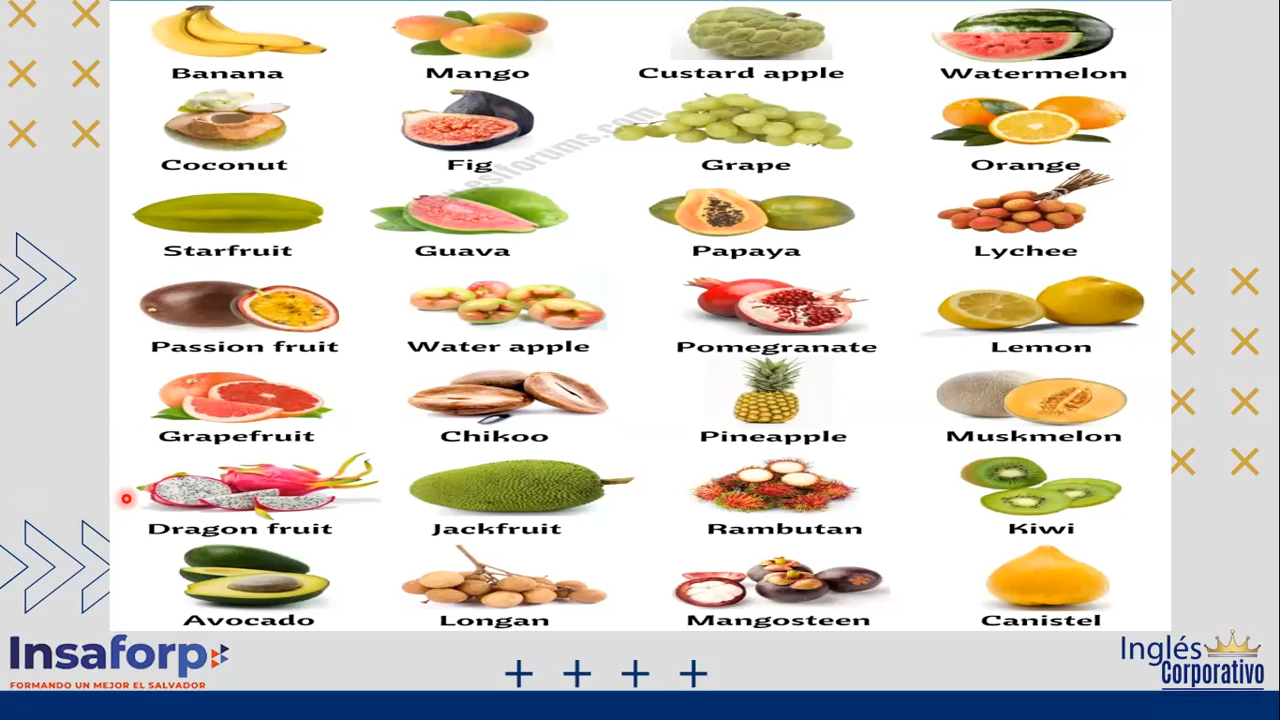 Banana Mango Custard apple Watermelon
Coconut Fig Grape Orange
Starfruit Guava Papaya Lychee
Passion fruit Water apple Pomegranate Lemon
Grapefruit Chikoo Pineapple Muskmelon
Dragon fruit Jackfruit Rambutan Kiwi
Avocado Longan Mangosteen Canistel
Insaforp
FORMANDO UN MEJOR EL SALVADOR
Inglés
Corporativo